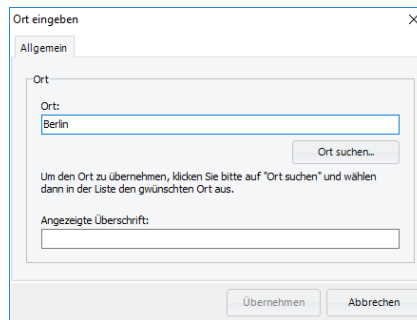 Ort eingeben
Allgemein
Ort
Ort:
Berlin
Ort suchen...
Um den Ort zu übernehmen, klicken Sie bitte auf "Ort suchen" und wählen
dann in der Liste den gwünschten Ort aus.
Angezeigte Überschrift:
Übernehmen
Abbrechen